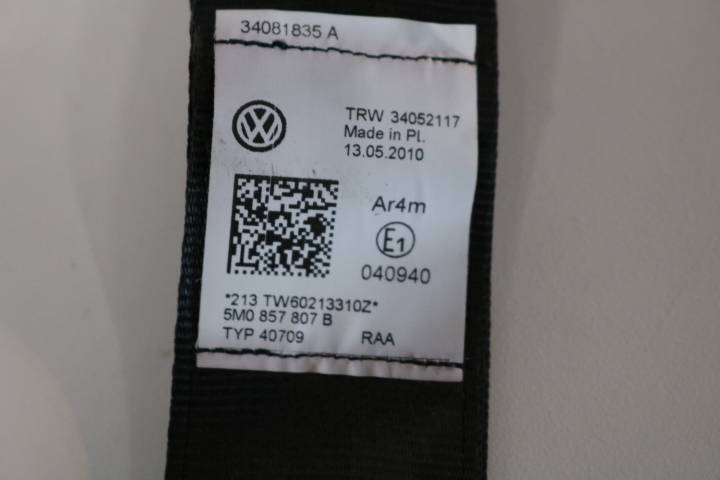 34081835 A
TRW 34052117
Made in Pl.
13.05.2010
Ar4m
E1
040940
*213 TW60213310Z*
5M0 857 807 B
TYP 40709 RAA